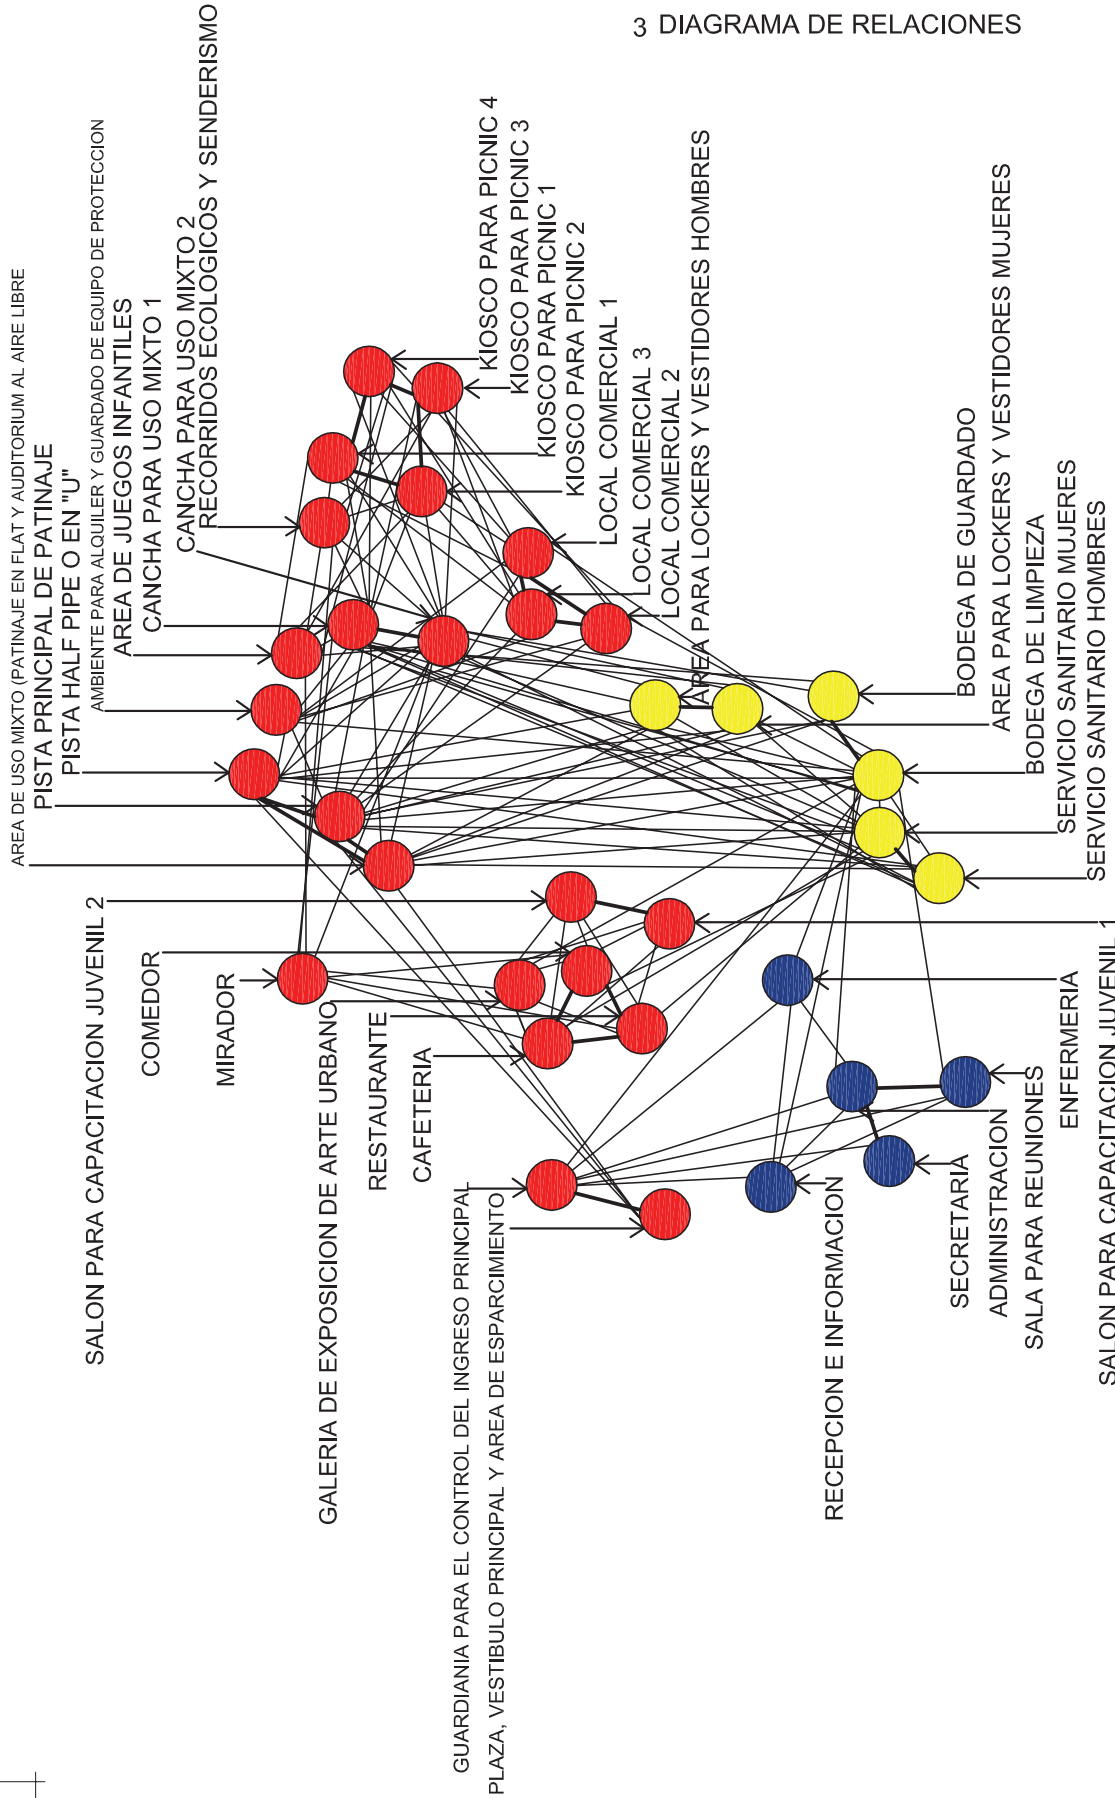 3 DIAGRAMA DE RELACIONES
AREA DE USO MIXTO (PATINAJE EN FLAT Y AUDITORIUM AL AIRE LIBRE
PISTA PRINCIPAL DE PATINAJE
PISTA HALF PIPE O EN "U"
AMBIENTE PARA ALQUILER Y GUARDADO DE EQUIPO DE PROTECCION
AREA DE JUEGOS INFANTILES
CANCHA PARA USO MIXTO 1
CANCHA PARA USO MIXTO 2
RECORRIDOS ECOLOGICOS Y SENDERISMO
KIOSCO PARA PICNIC 4
KIOSCO PARA PICNIC 3
KIOSCO PARA PICNIC 1
KIOSCO PARA PICNIC 2
LOCAL COMERCIAL 1
LOCAL COMERCIAL 3
LOCAL COMERCIAL 2
AREA PARA LOCKERS Y VESTIDORES HOMBRES
BODEGA DE GUARDADO
AREA PARA LOCKERS Y VESTIDORES MUJERES
BODEGA DE LIMPIEZA
SERVICIO SANITARIO MUJERES
SERVICIO SANITARIO HOMBRES
SALON PARA CAPACITACION JUVENIL 2
COMEDOR
MIRADOR
GALERIA DE EXPOSICION DE ARTE URBANO
RESTAURANTE
CAFETERIA
GUARDIANIA PARA EL CONTROL DEL INGRESO PRINCIPAL
PLAZA, VESTIBULO PRINCIPAL Y AREA DE ESPARCIMIENTO
RECEPCION E INFORMACION
SECRETARIA
ADMINISTRACION
SALA PARA REUNIONES
ENFERMERIA
SALON PARA CAPACITACION JUVENIL 1